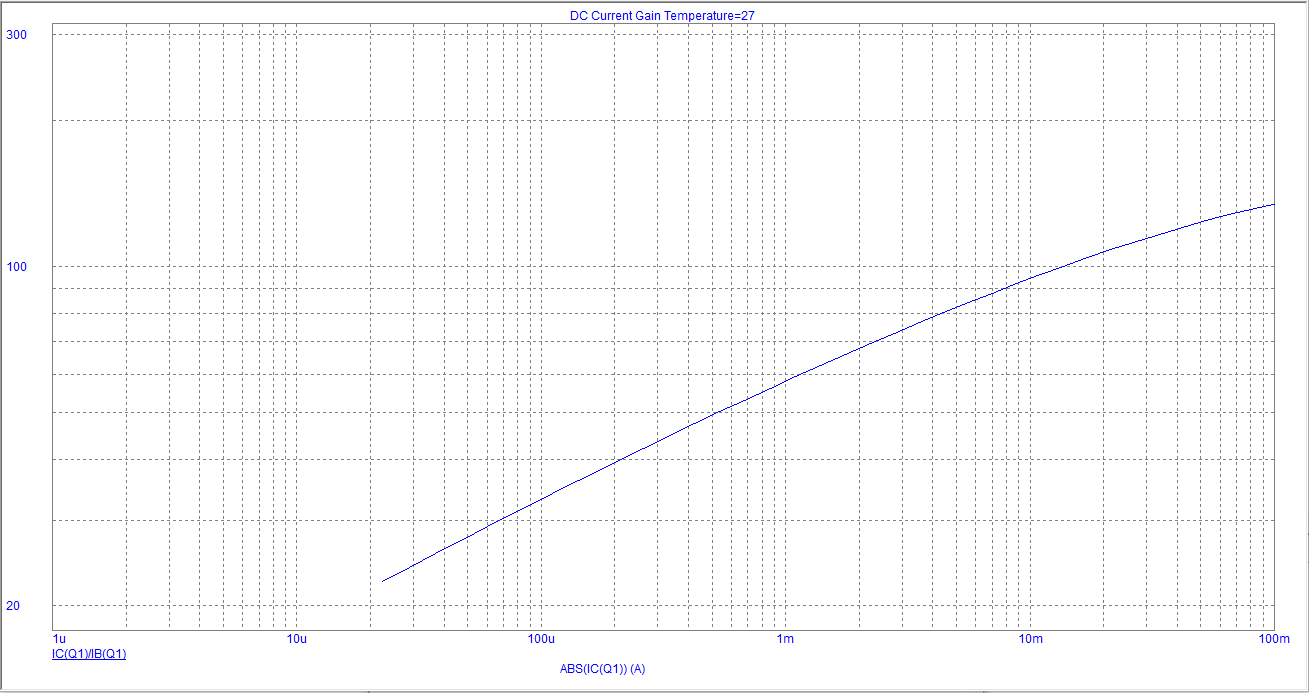 DC Current Gain Temperature=27
300
100
20
1u 10u 100u 1m 10m 100m
IC(Q1)/IB(Q1)
ABS(IC(Q1)) (A)